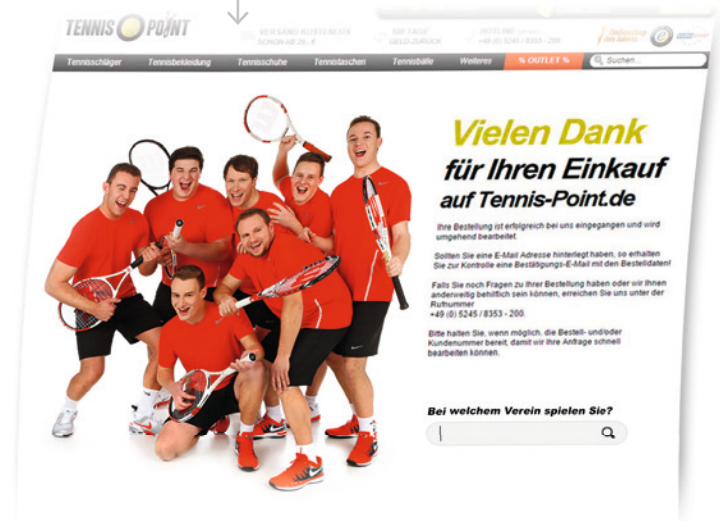 TENNIS POINT
VERSAND KOSTENLOS
SCHON AB 29,- €
GELD-ZURÜCK
HOTLINE
+49 (0) 5245 / 8353 - 200
Tennisschläger Tennisbekleidung Tennisschuhe Tennistaschen Tennisbälle Weiteres % OUTLET % Suchen...
Vielen Dank
für Ihren Einkauf
auf Tennis-Point.de
Ihre Bestellung ist erfolgreich bei uns eingegangen und wird
umgehend bearbeitet.
Sollten Sie eine E-Mail Adresse hinterlegt haben, so erhalten
Sie zur Kontrolle eine Bestätigungs-E-Mail mit den Bestelldaten!
Falls Sie noch Fragen zu Ihrer Bestellung haben oder wir Ihnen
anderweitig behilflich sein können, erreichen Sie uns unter der
Rufnummer
+49 (0) 5245 / 8353 - 200.
Bitte halten Sie, wenn möglich, die Bestell- und/oder
Kundenummer bereit, damit wir Ihre Anfrage schnell
bearbeiten können.
Bei welchem Verein spielen Sie?